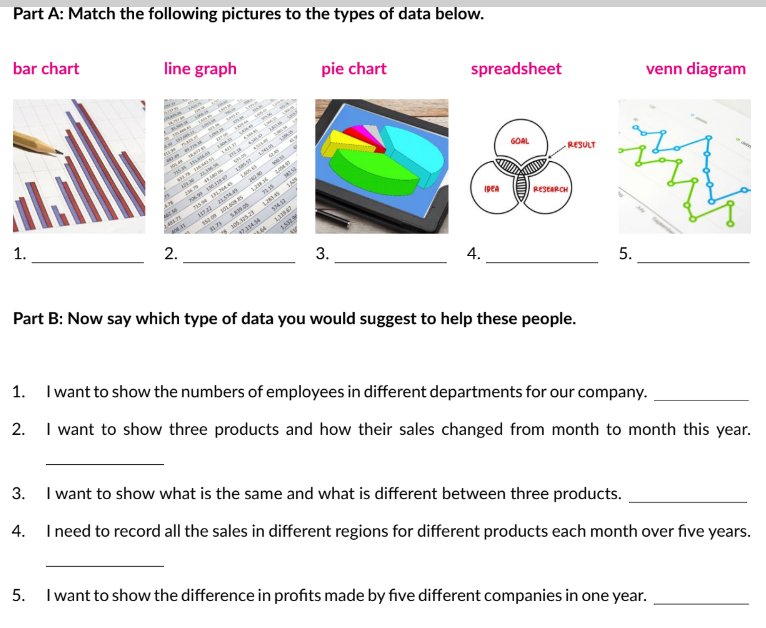 Part A: Match the following pictures to the types of data below.
bar chart line graph pie chart spreadsheet venn diagram
GOAL
RESULT
IDEA RESEARCH
1. ____________ 2. ____________ 3. ____________ 4. ____________ 5. ____________
Part B: Now say which type of data you would suggest to help these people.
1. I want to show the numbers of employees in different departments for our company. __________
2. I want to show three products and how their sales changed from month to month this year.
____________
3. I want to show what is the same and what is different between three products. ____________
4. I need to record all the sales in different regions for different products each month over five years.
____________
5. I want to show the difference in profits made by five different companies in one year. __________